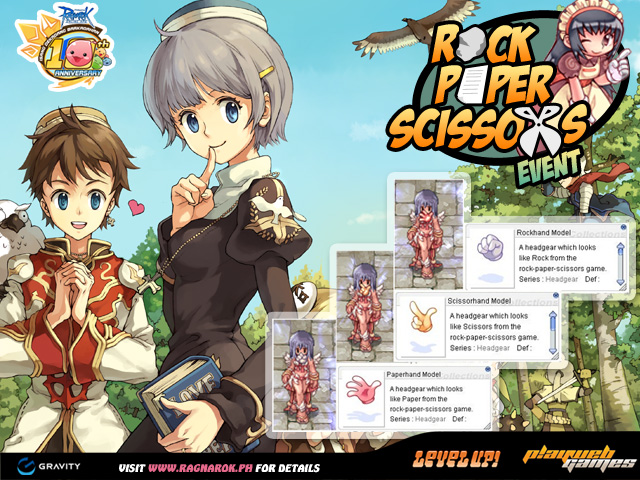 10th
ANNIVERSARY
ROCK
PAPER
SCISSORS
EVENT
Rockhand Model
A headgear which looks
like Rock from the
rock-paper-scissors game.
Series : Headgear Def :
Scissorhand Model
A headgear which looks
like Scissors from the
rock-paper-scissors game.
Series : Headgear Def :
Paperhand Model
A headgear which looks
like Paper from the
rock-paper-scissors game.
Series : Headgear Def :
LOVE
GRAVITY
VISIT WWW.RAGNAROK.PH FOR DETAILS
LEVEL UP!
playweb
games